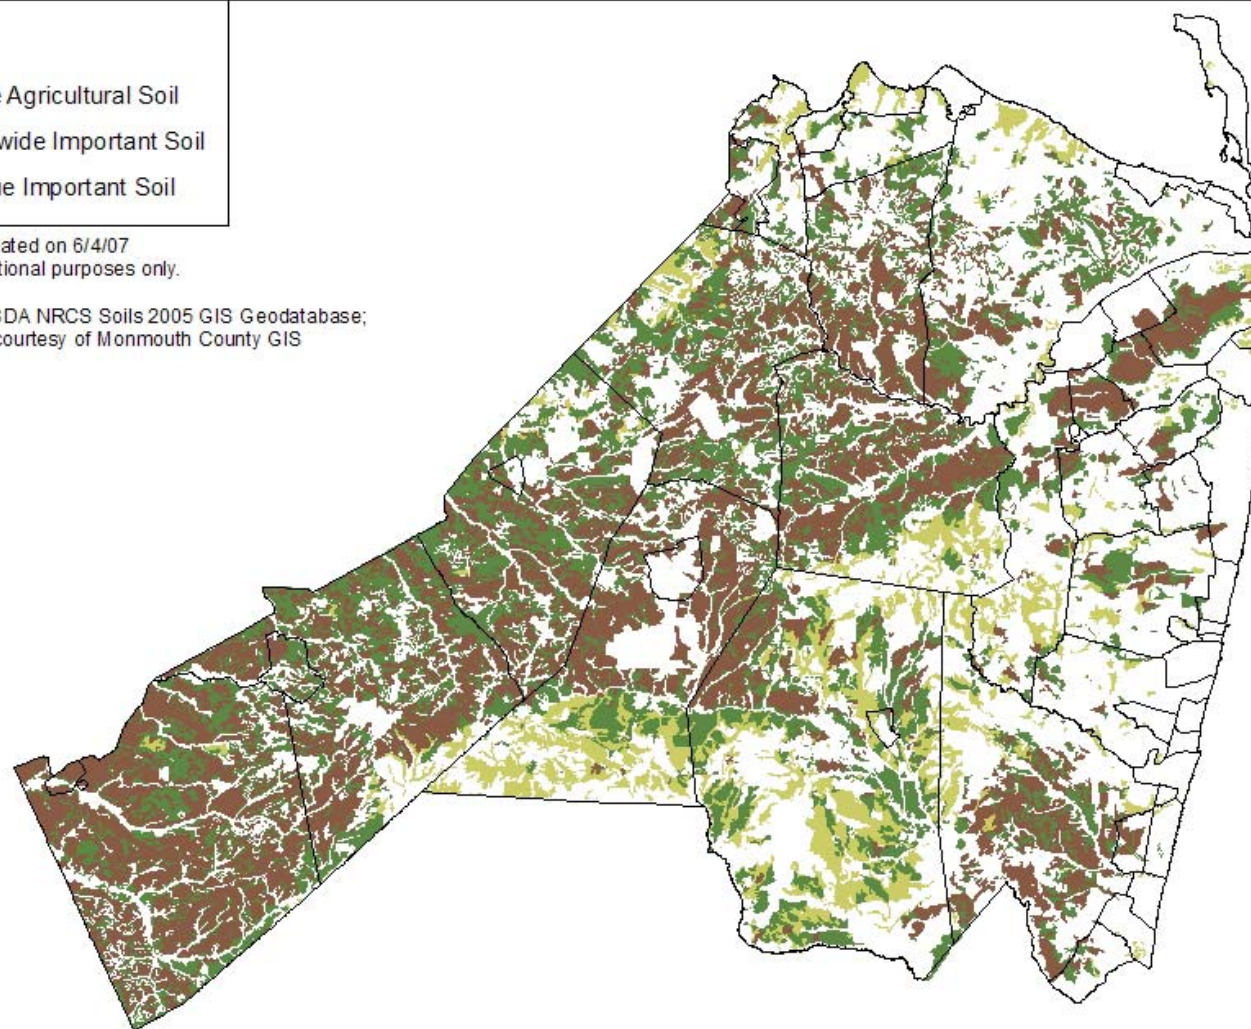 Agricultural Soil
wide Important Soil
Important Soil
ated on 6/4/07
tional purposes only.
DA NRCS Soils 2005 GIS Geodatabase;
courtesy of Monmouth County GIS